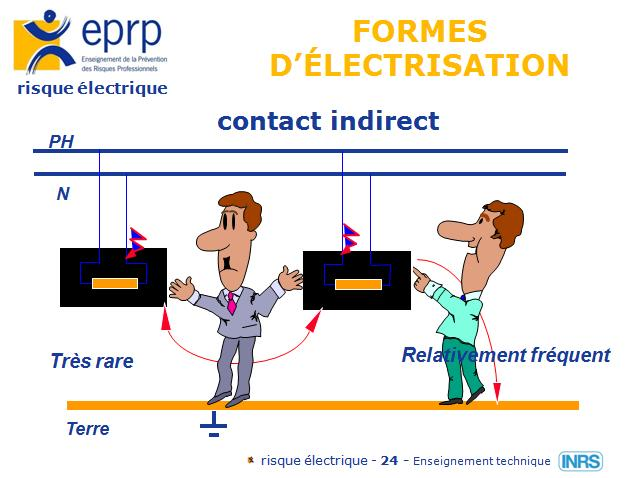 eprp
Enseignement de la Prévention
des Risques Professionnels
risque électrique
FORMES
D'ÉLECTRISATION
contact indirect
PH
N
Très rare
Relativement fréquent
Terre
risque électrique - 24 - Enseignement technique INRS